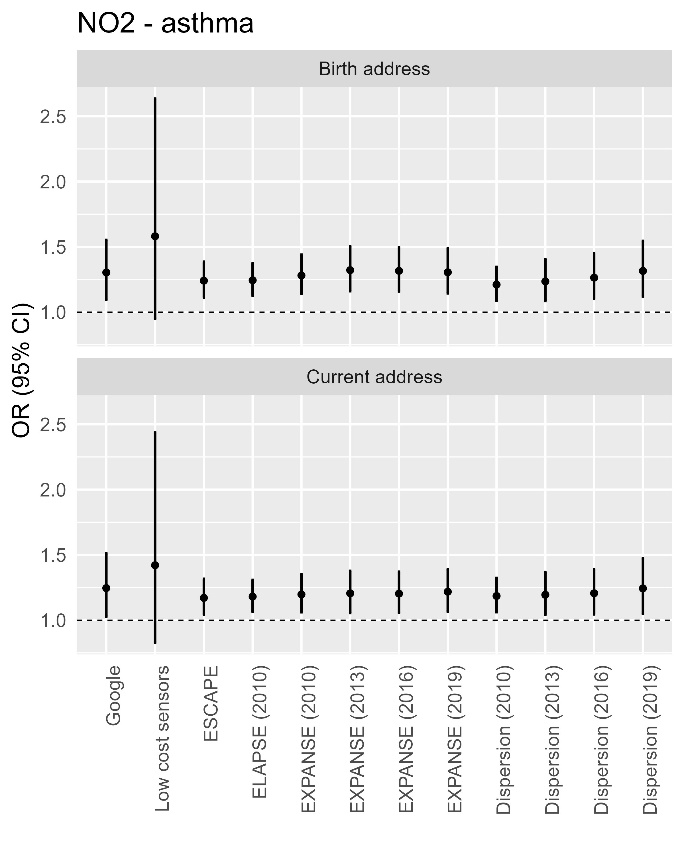 NO2 - asthma
Birth address
2.5
2.0
1.5
1.0
OR (95% CI)
Current address
2.5
2.0
1.5
1.0
Google
Low cost sensors
ESCAPE
ELAPSE (2010)
EXPANSE (2010)
EXPANSE (2013)
EXPANSE (2016)
EXPANSE (2019)
Dispersion (2010)
Dispersion (2013)
Dispersion (2016)
Dispersion (2019)